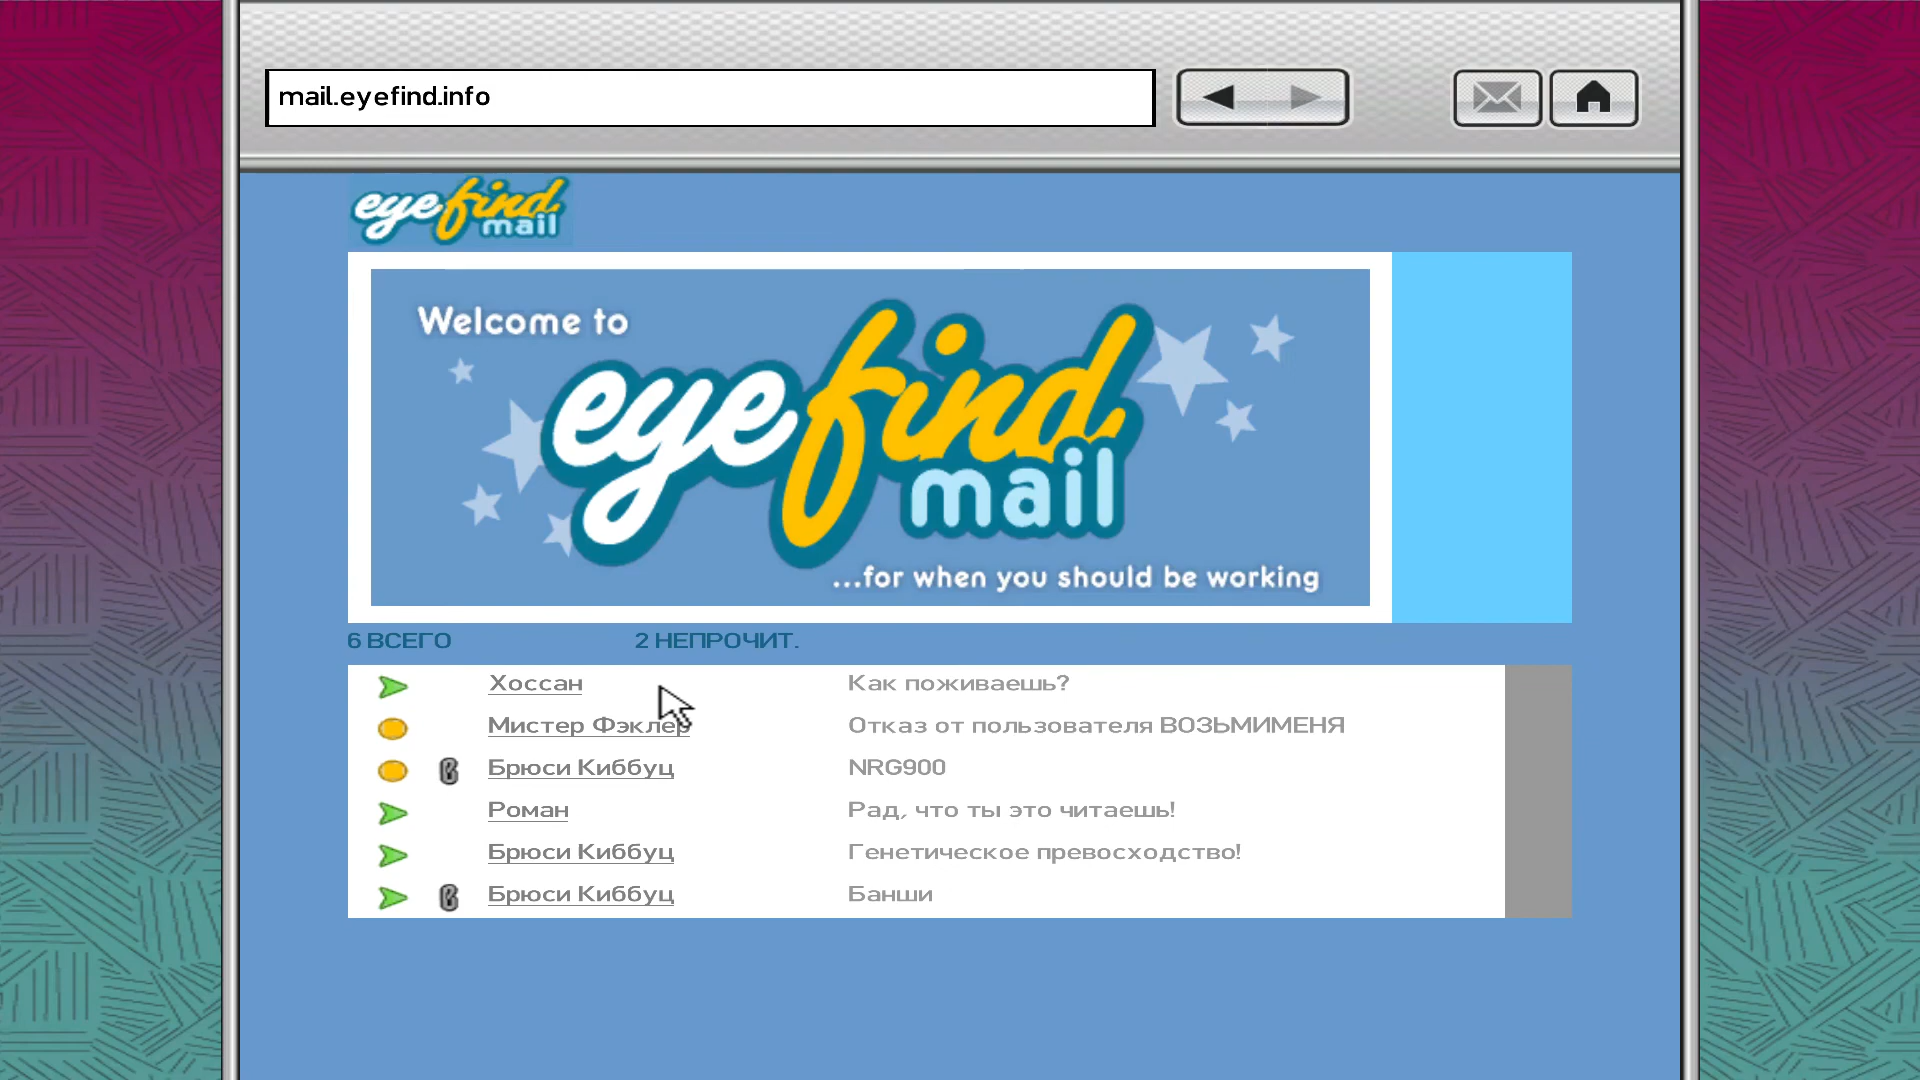 mail.eyefind.info
eyefind mail
Welcome to
eyefind
mail
...for when you should be working
6 ВСЕГО 2 НЕПРОЧИТ.
Хоссан Как поживаешь?
Мистер Фэклер Отказ от пользователя ВОЗЬМИМЕНЯ
Брюси Киббуц NRG900
Роман Рад, что ты это читаешь!
Брюси Киббуц Генетическое превосходство!
Брюси Киббуц Банши